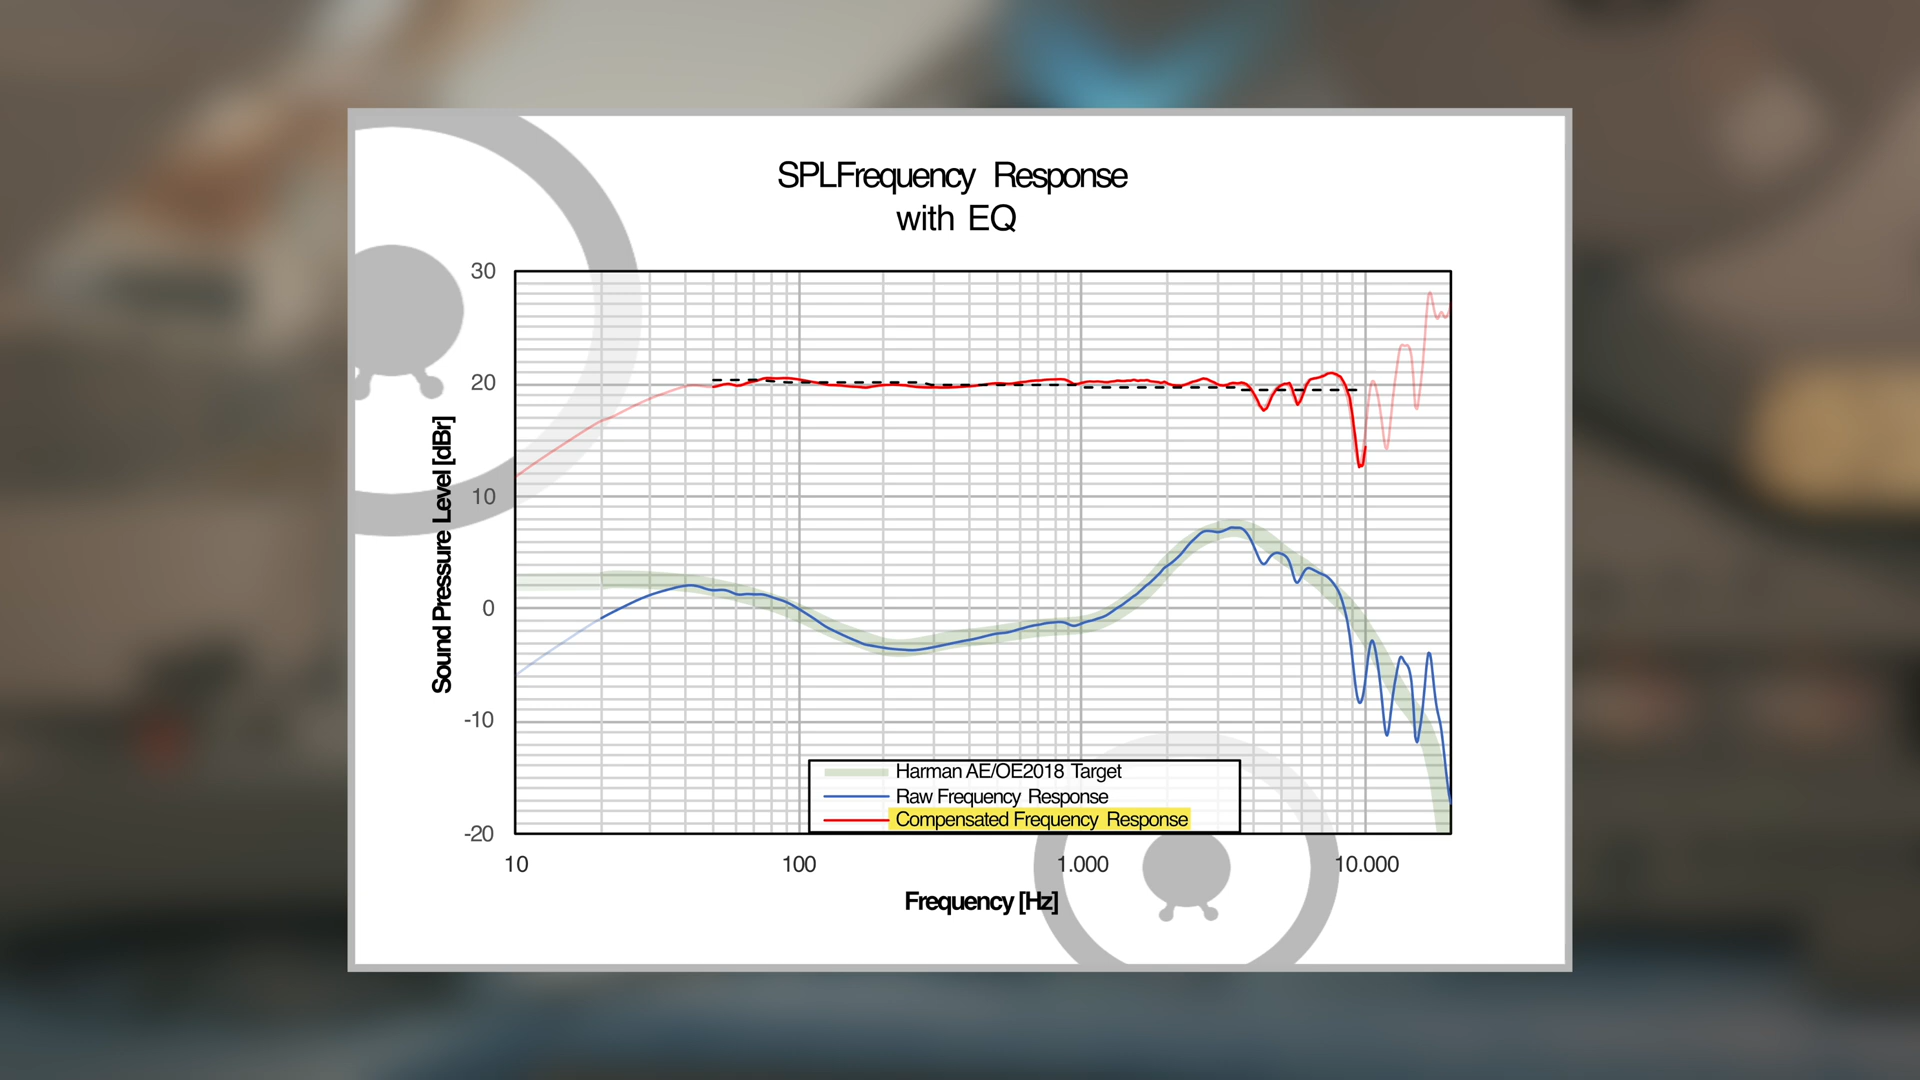 SPLFrequency Response
with EQ
30
20
10
0
-10
-20
Sound Pressure Level [dBr]
Harman AE/OE2018 Target
Raw Frequency Response
Compensated Frequency Response
10
100
1.000
10.000
Frequency [Hz]